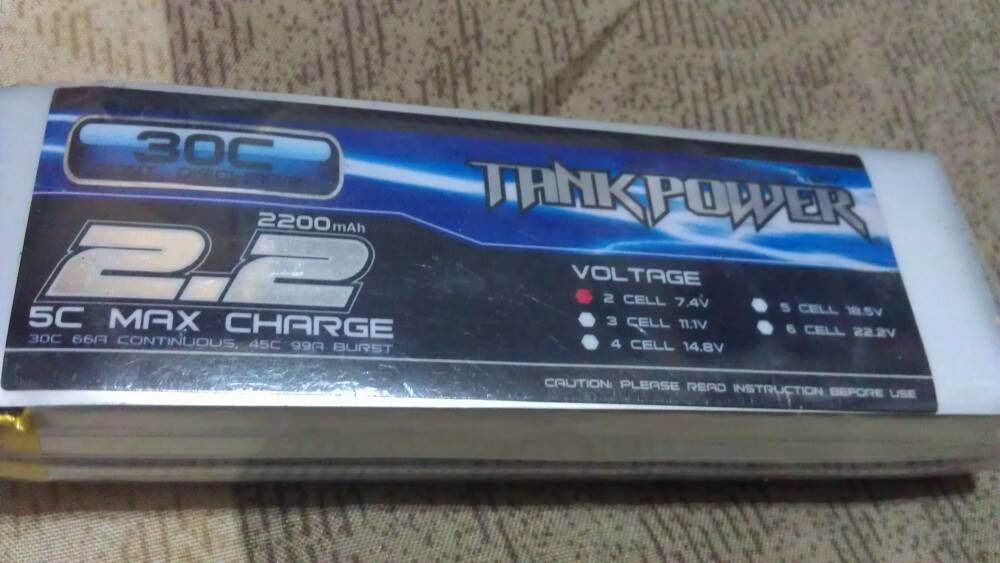 30C
TANK POWER
2200mAh
2.2
5C MAX CHARGE
30C 66A CONTINUOUS, 45C 99A BURST
VOLTAGE
2 CELL 7.4V
3 CELL 11.1V
4 CELL 14.8V
5 CELL 18.5V
6 CELL 22.2V
CAUTION: PLEASE READ INSTRUCTION BEFORE USE